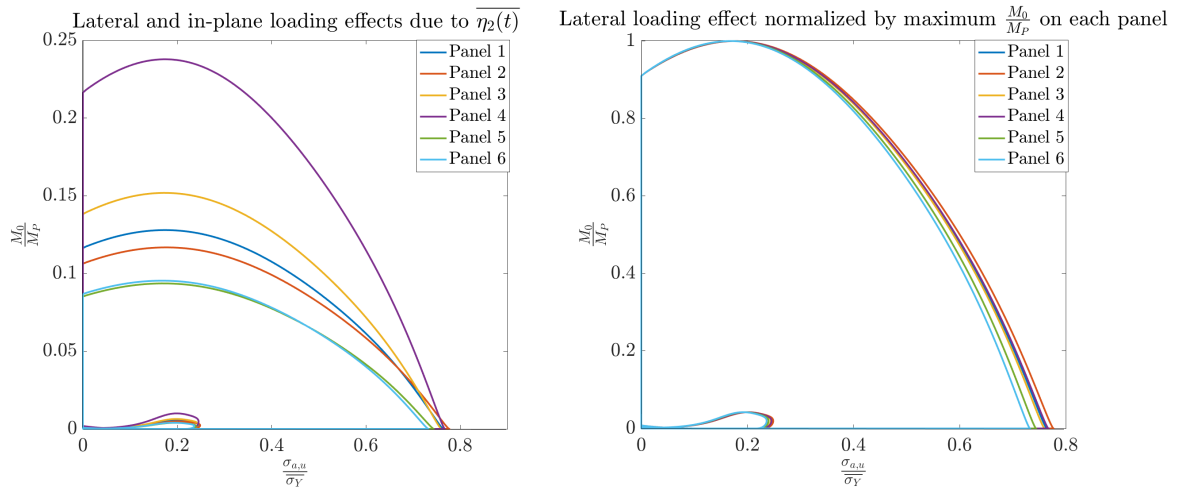 Lateral and in-plane loading effects due to $\overline{\eta_2(t)}$
0.25
0.2
0.15
0.1
0.05
0
0
0.2
0.4
0.6
0.8
$\frac{M_0}{M_P}$
$\frac{\sigma_{a,u}}{\overline{\sigma_Y}}$
Panel 1
Panel 2
Panel 3
Panel 4
Panel 5
Panel 6
Lateral loading effect normalized by maximum $\frac{M_0}{M_P}$ on each panel
1
0.8
0.6
0.4
0.2
0
0
0.2
0.4
0.6
0.8
$\frac{M_0}{M_P}$
$\frac{\sigma_{a,u}}{\overline{\sigma_Y}}$
Panel 1
Panel 2
Panel 3
Panel 4
Panel 5
Panel 6